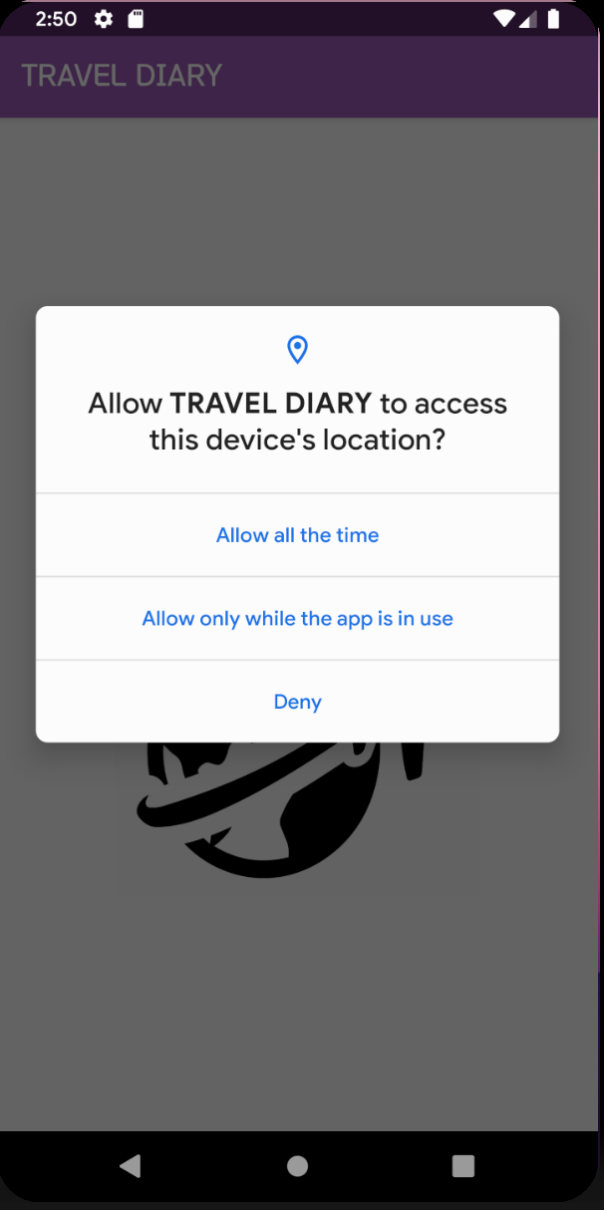 2:50
TRAVEL DIARY
Allow TRAVEL DIARY to access
this device's location?
Allow all the time
Allow only while the app is in use
Deny